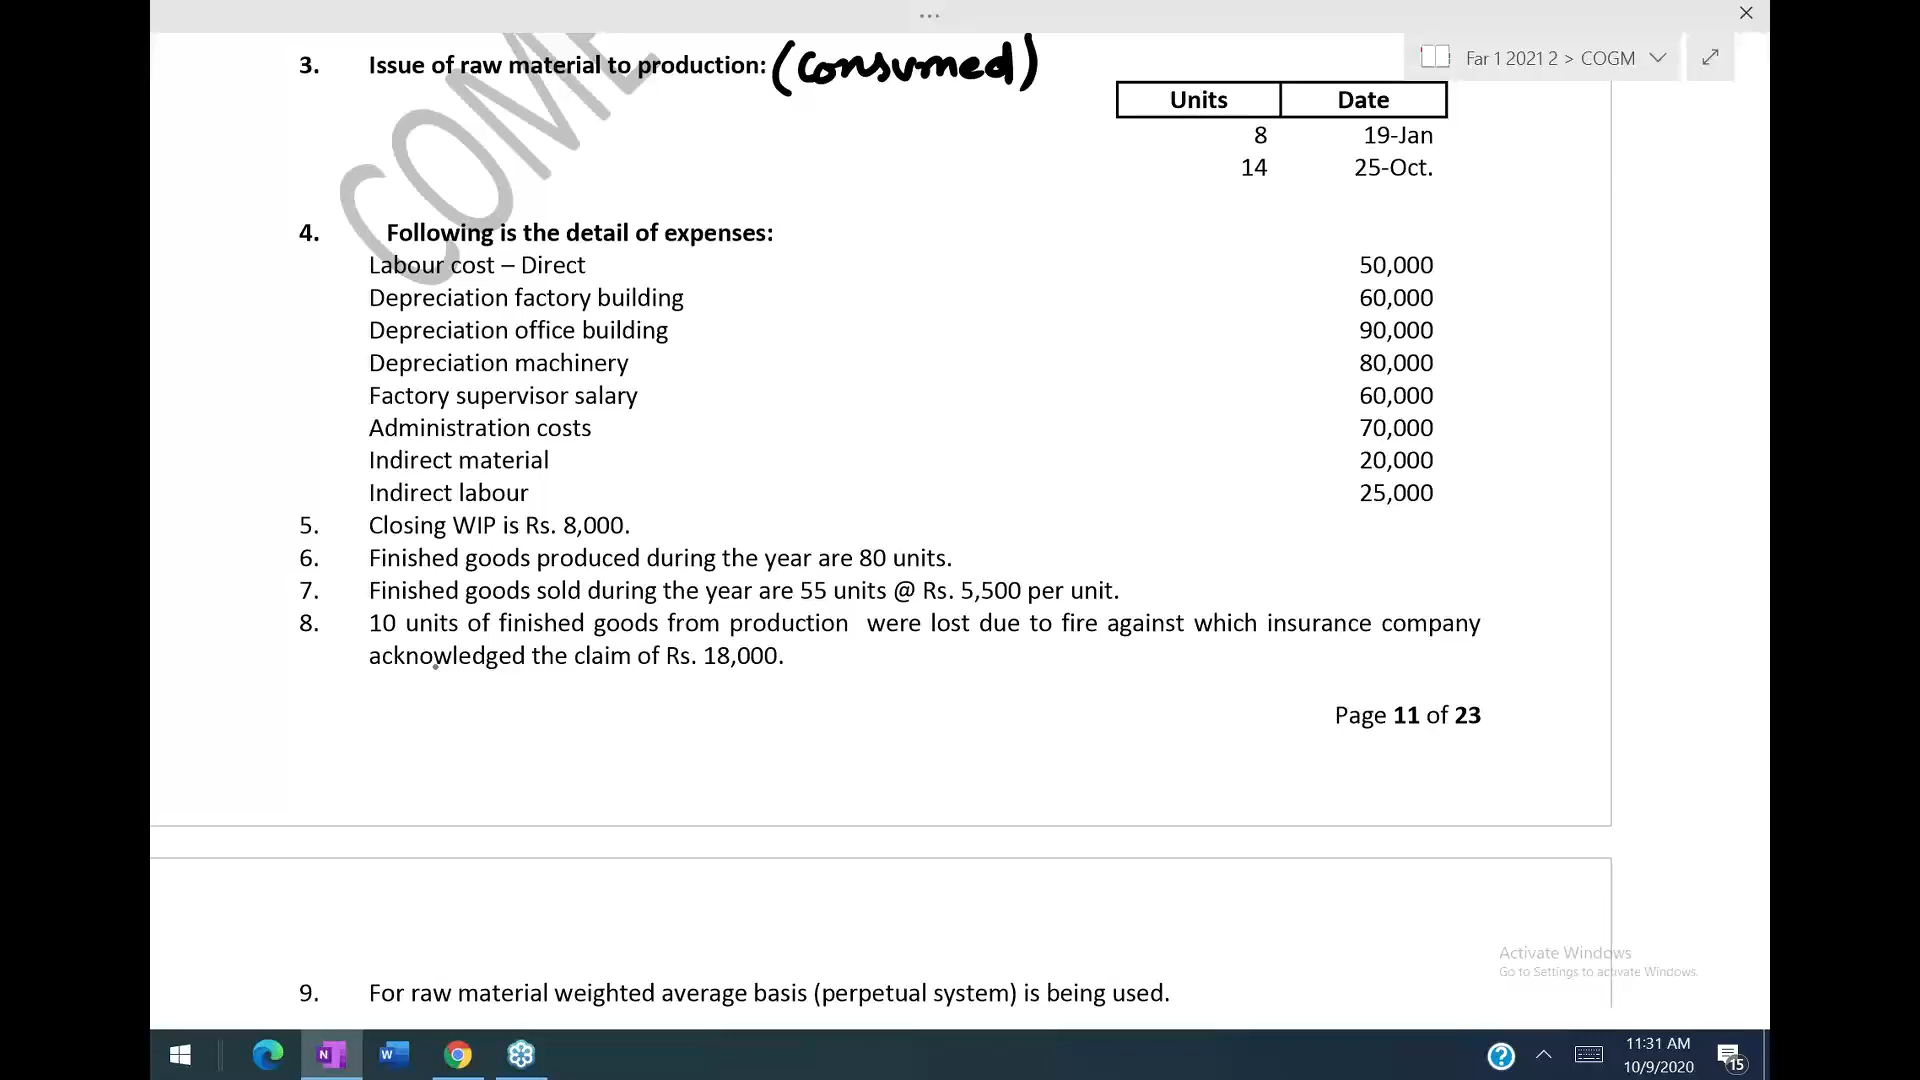 ...
Far 1 2021 2 > COGM
3. Issue of raw material to production: (Consumed)
Units Date
8 19-Jan
14 25-Oct.
COME
4. Following is the detail of expenses:
Labour cost – Direct 50,000
Depreciation factory building 60,000
Depreciation office building 90,000
Depreciation machinery 80,000
Factory supervisor salary 60,000
Administration costs 70,000
Indirect material 20,000
Indirect labour 25,000
5. Closing WIP is Rs. 8,000.
6. Finished goods produced during the year are 80 units.
7. Finished goods sold during the year are 55 units @ Rs. 5,500 per unit.
8. 10 units of finished goods from production were lost due to fire against which insurance company
acknowledged the claim of Rs. 18,000.
Page 11 of 23
Activate Windows
Go to Settings to activate Windows.
9. For raw material weighted average basis (perpetual system) is being used.
N
W
?
11:31 AM
10/9/2020
15